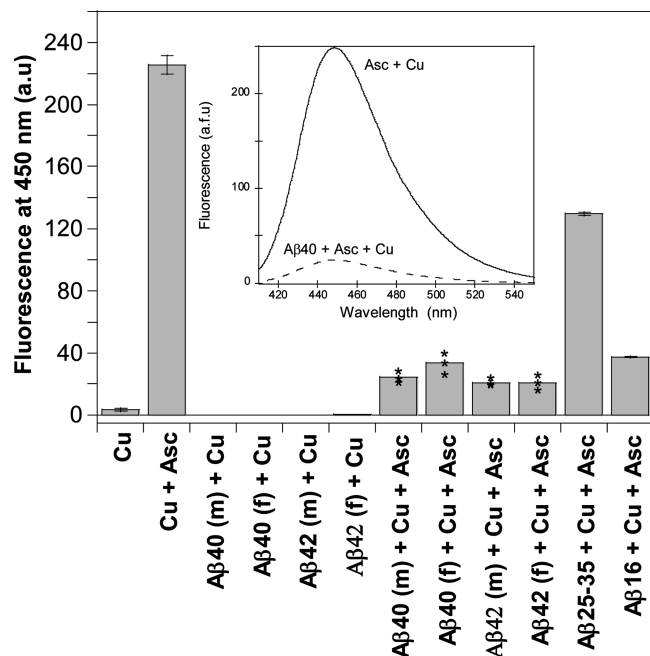 Fluorescence at 450 nm (a.u)
240
220
200
160
120
80
40
0
Fluorescence (a.f.u)
200
100
0
Asc + Cu
Aβ40 + Asc + Cu
420 440 460 480 500 520 540
Wavelength (nm)
* * * *
Cu
Cu + Asc
Aβ40 (m) + Cu
Aβ40 (f) + Cu
Aβ42 (m) + Cu
Aβ42 (f) + Cu
Aβ40 (m) + Cu + Asc
Aβ40 (f) + Cu + Asc
Aβ42 (m) + Cu + Asc
Aβ42 (f) + Cu + Asc
Aβ25-35 + Cu + Asc
Aβ16 + Cu + Asc